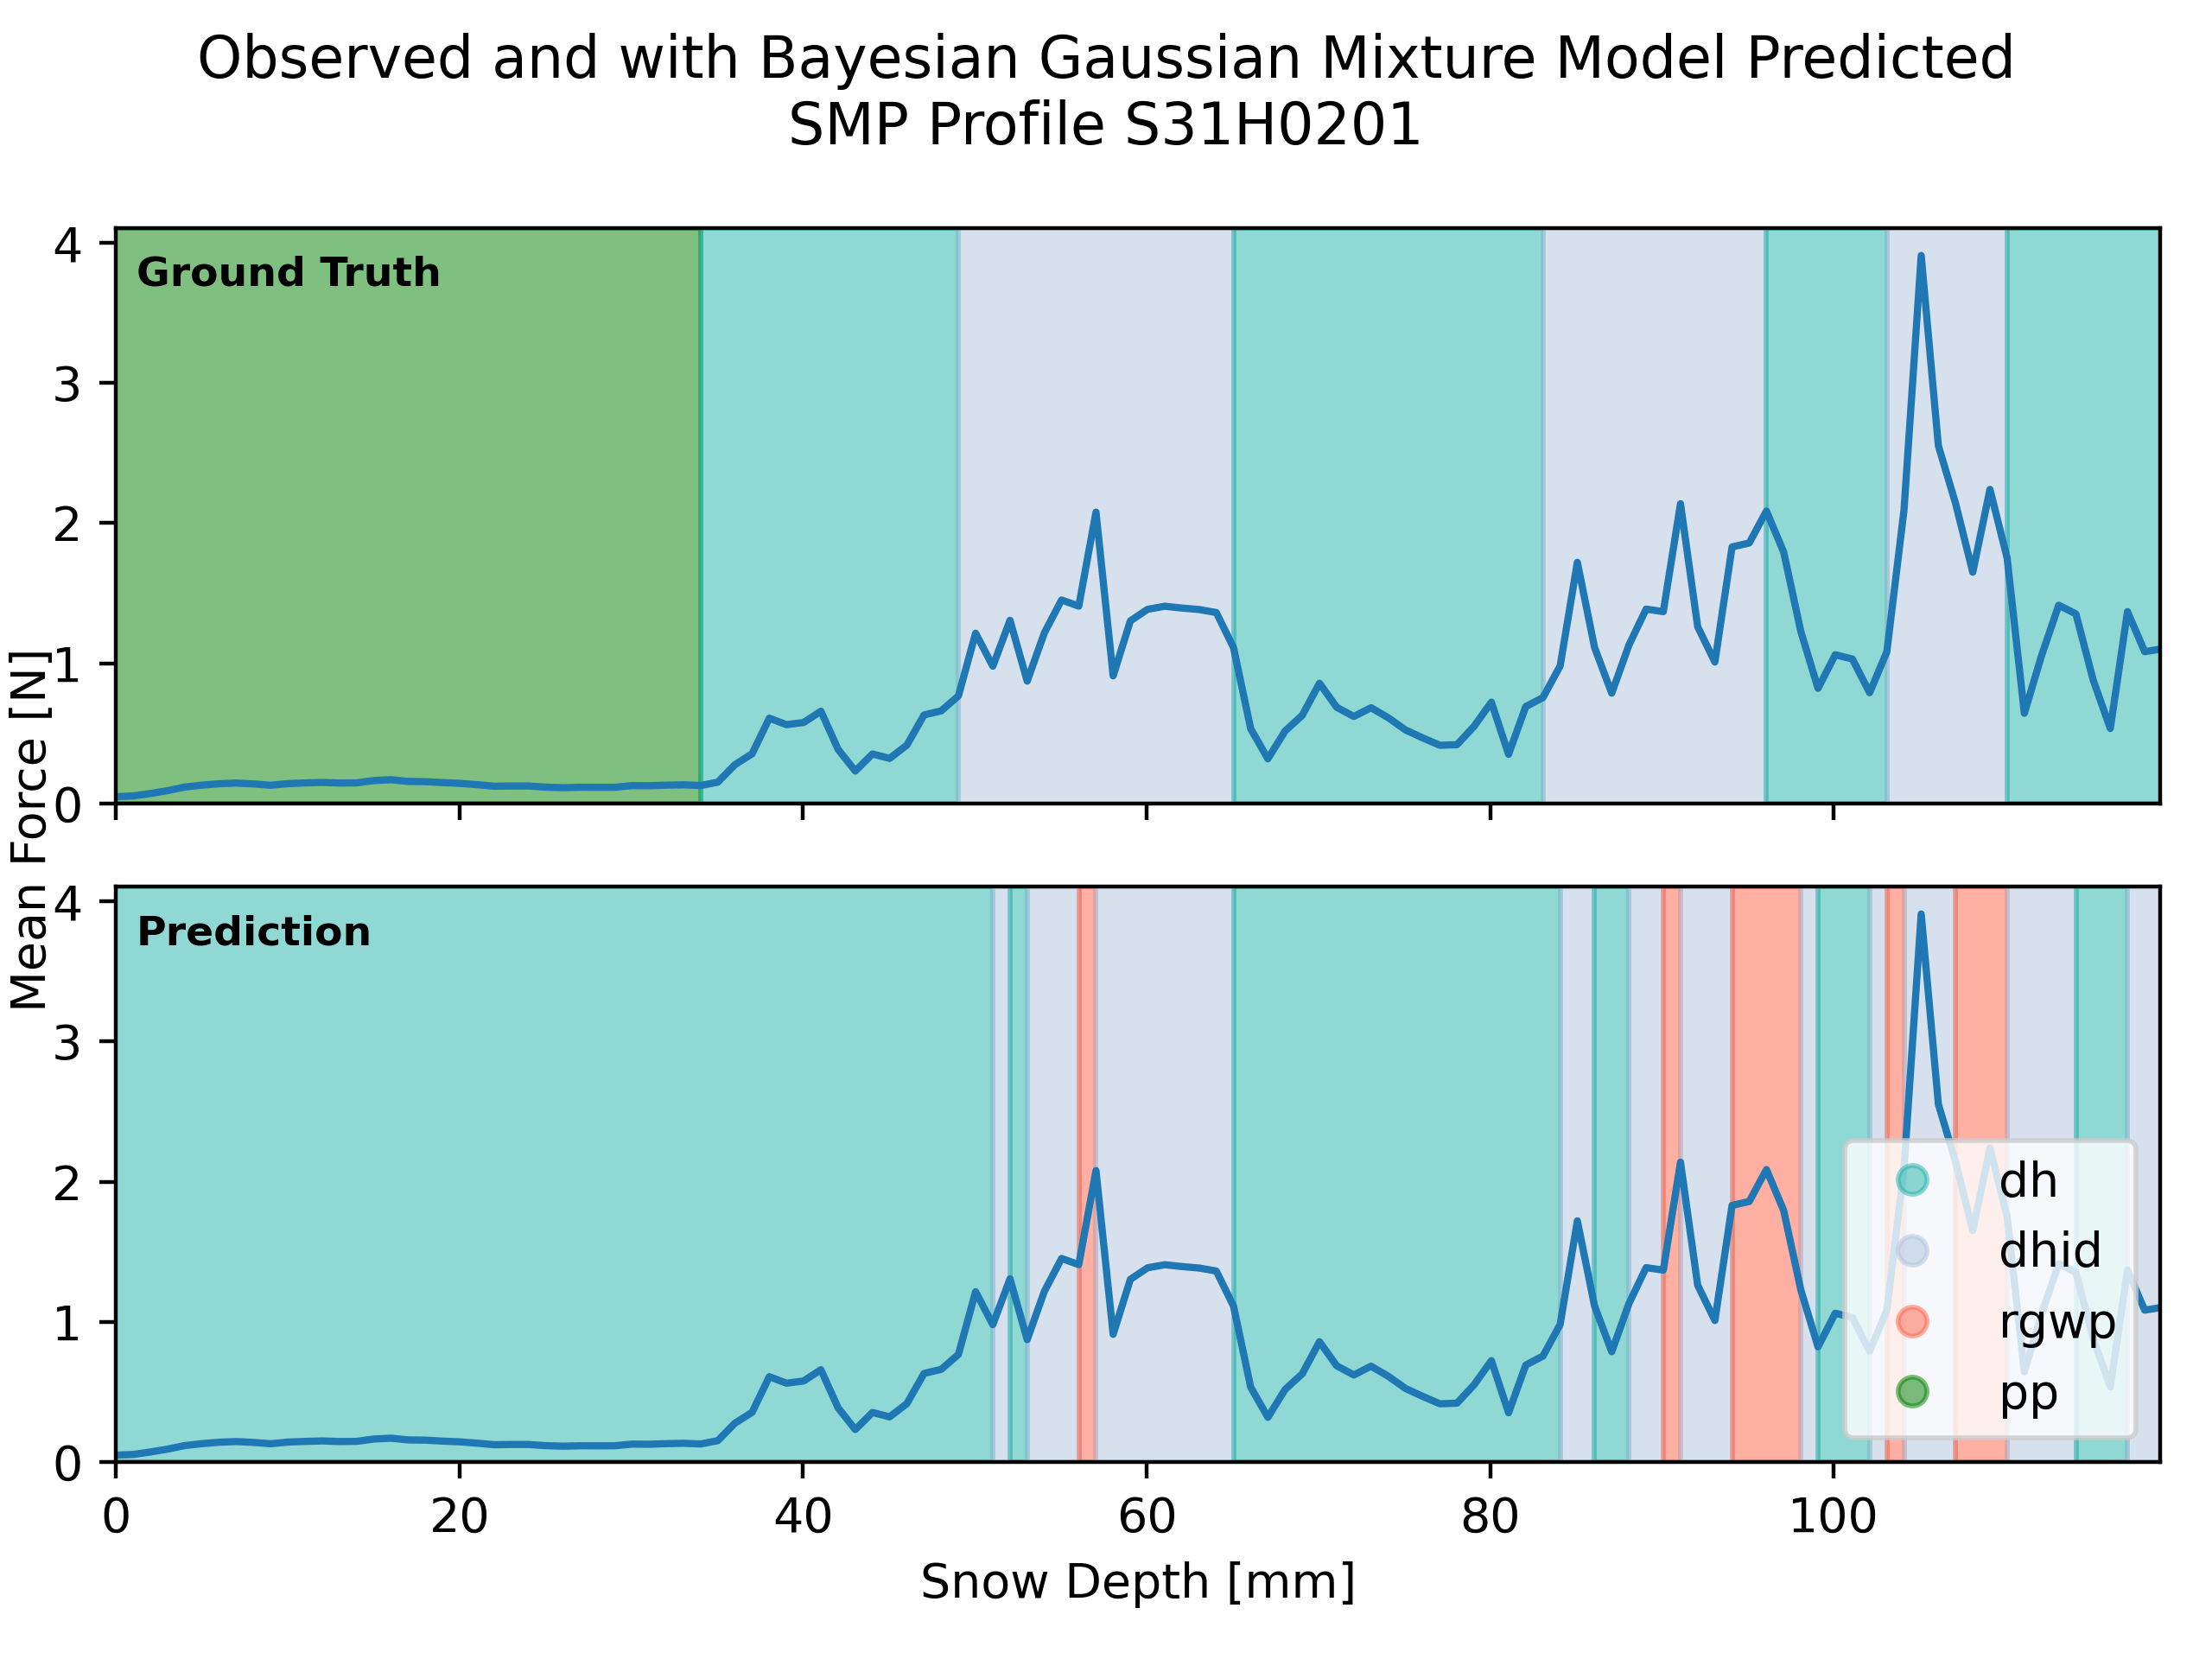 Observed and with Bayesian Gaussian Mixture Model Predicted
SMP Profile S31H0201
Mean Force [N]
4
3
2
1
0
Ground Truth
4
3
2
1
0
Prediction
dh
dhid
rgwp
pp
0 20 40 60 80 100
Snow Depth [mm]